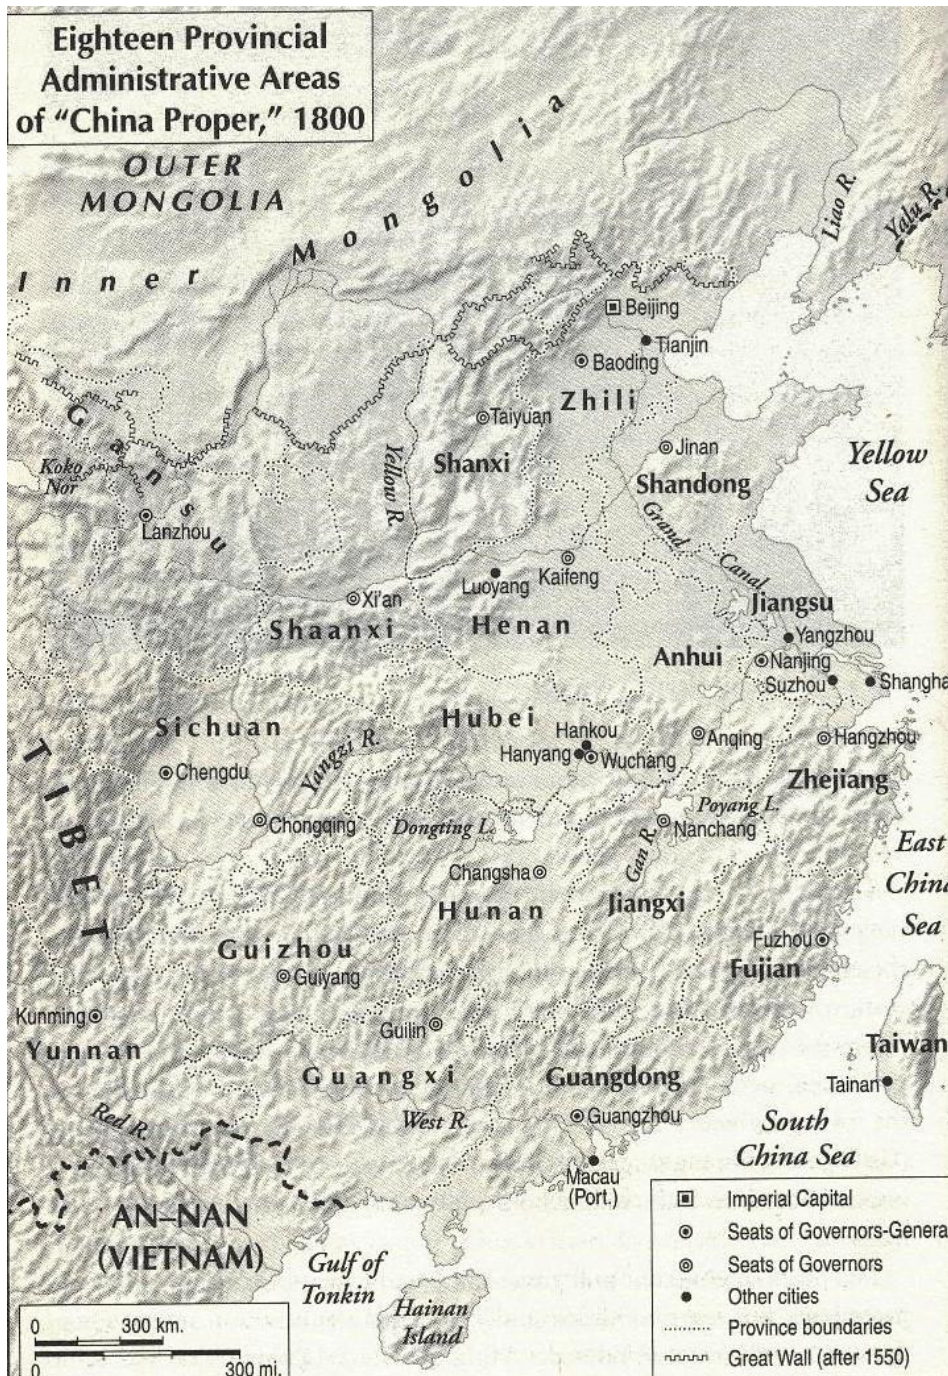 Eighteen Provincial
Administrative Areas
of "China Proper," 1800
OUTER
MONGOLIA
Inner Mongolia
Liao R.
Yalu R.
Beijing
Tianjin
Baoding
Zhili
Taiyuan
Jinan
Gansu
Koko
Nor
Yellow R.
Shanxi
Shandong
Yellow
Sea
Lanzhou
Grand
Canal
Kaifeng
Luoyang
Xi'an
Jiangsu
Shaanxi
Henan
Yangzhou
Anhui
Nanjing
Suzhou
Shangha
Sichuan
Hubei
Hankou
Hanyang
Wuchang
Anqing
Hangzhou
Yangzi R.
TIBET
Chengdu
Zhejiang
Chongqing
Dongting L.
Poyang L.
Nanchang
Gan R.
East
China
Sea
Changsha
Hunan
Jiangxi
Guizhou
Fuzhou
Fujian
Guiyang
Kunming
Guilin
Yunnan
Taiwan
Guangxi
Guangdong
Tainan
Red R.
West R.
Guangzhou
South
China Sea
Macau
(Port.)
AN–NAN
(VIETNAM)
Gulf of
Tonkin
Hainan
Island
Imperial Capital
Seats of Governors-Genera
Seats of Governors
Other cities
Province boundaries
Great Wall (after 1550)
0 300 km.
0 300 mi.